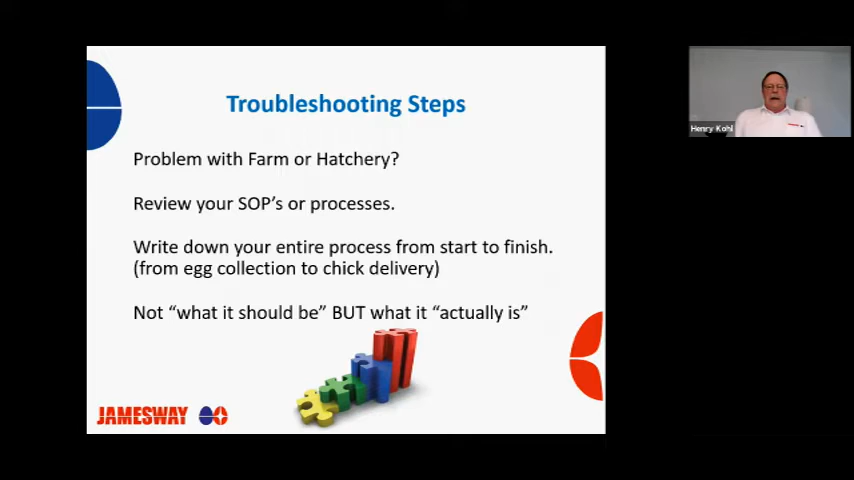 Troubleshooting Steps
Problem with Farm or Hatchery?
Review your SOP's or processes.
Write down your entire process from start to finish.
(from egg collection to chick delivery)
Not “what it should be” BUT what it “actually is”
JAMESWAY
Henry Kohl